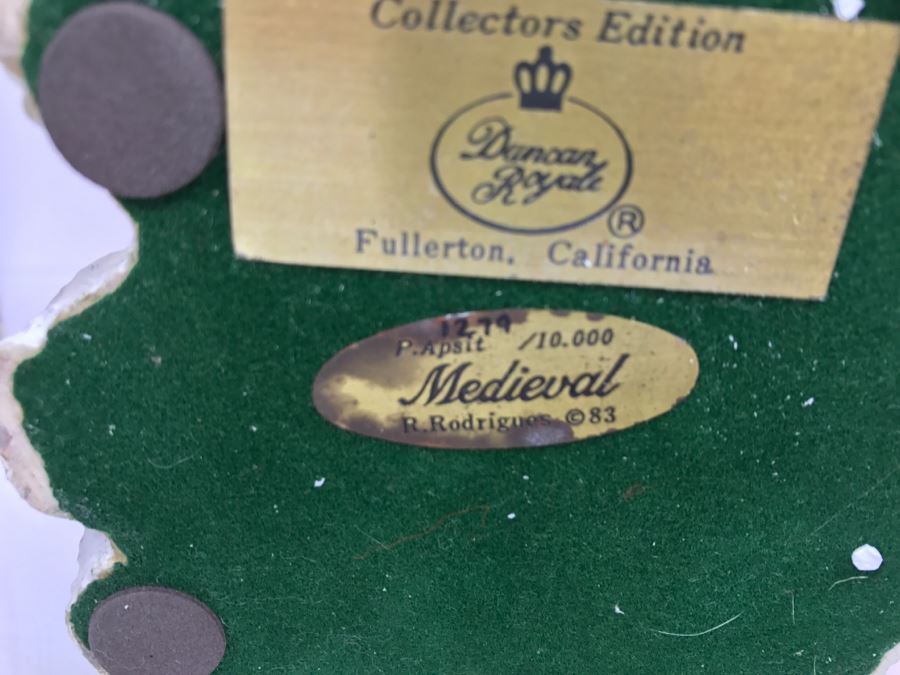 Collectors Edition
Duncan
Royale
®
Fullerton, California
1279
P.Apsit /10.000
Medieval
R.Rodrigues ©83